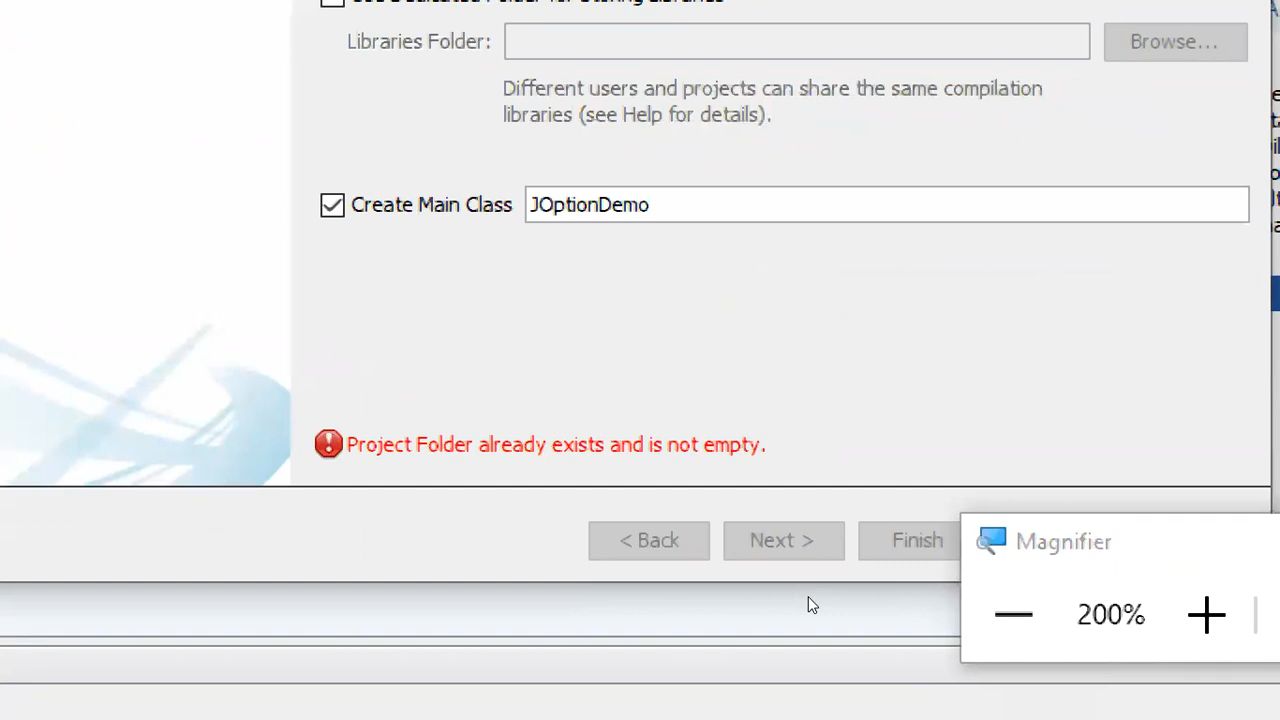 Libraries Folder:
Browse...
Different users and projects can share the same compilation
libraries (see Help for details).
Create Main Class
JOptionDemo
Project Folder already exists and is not empty.
< Back
Next >
Finish
Magnifier
200%